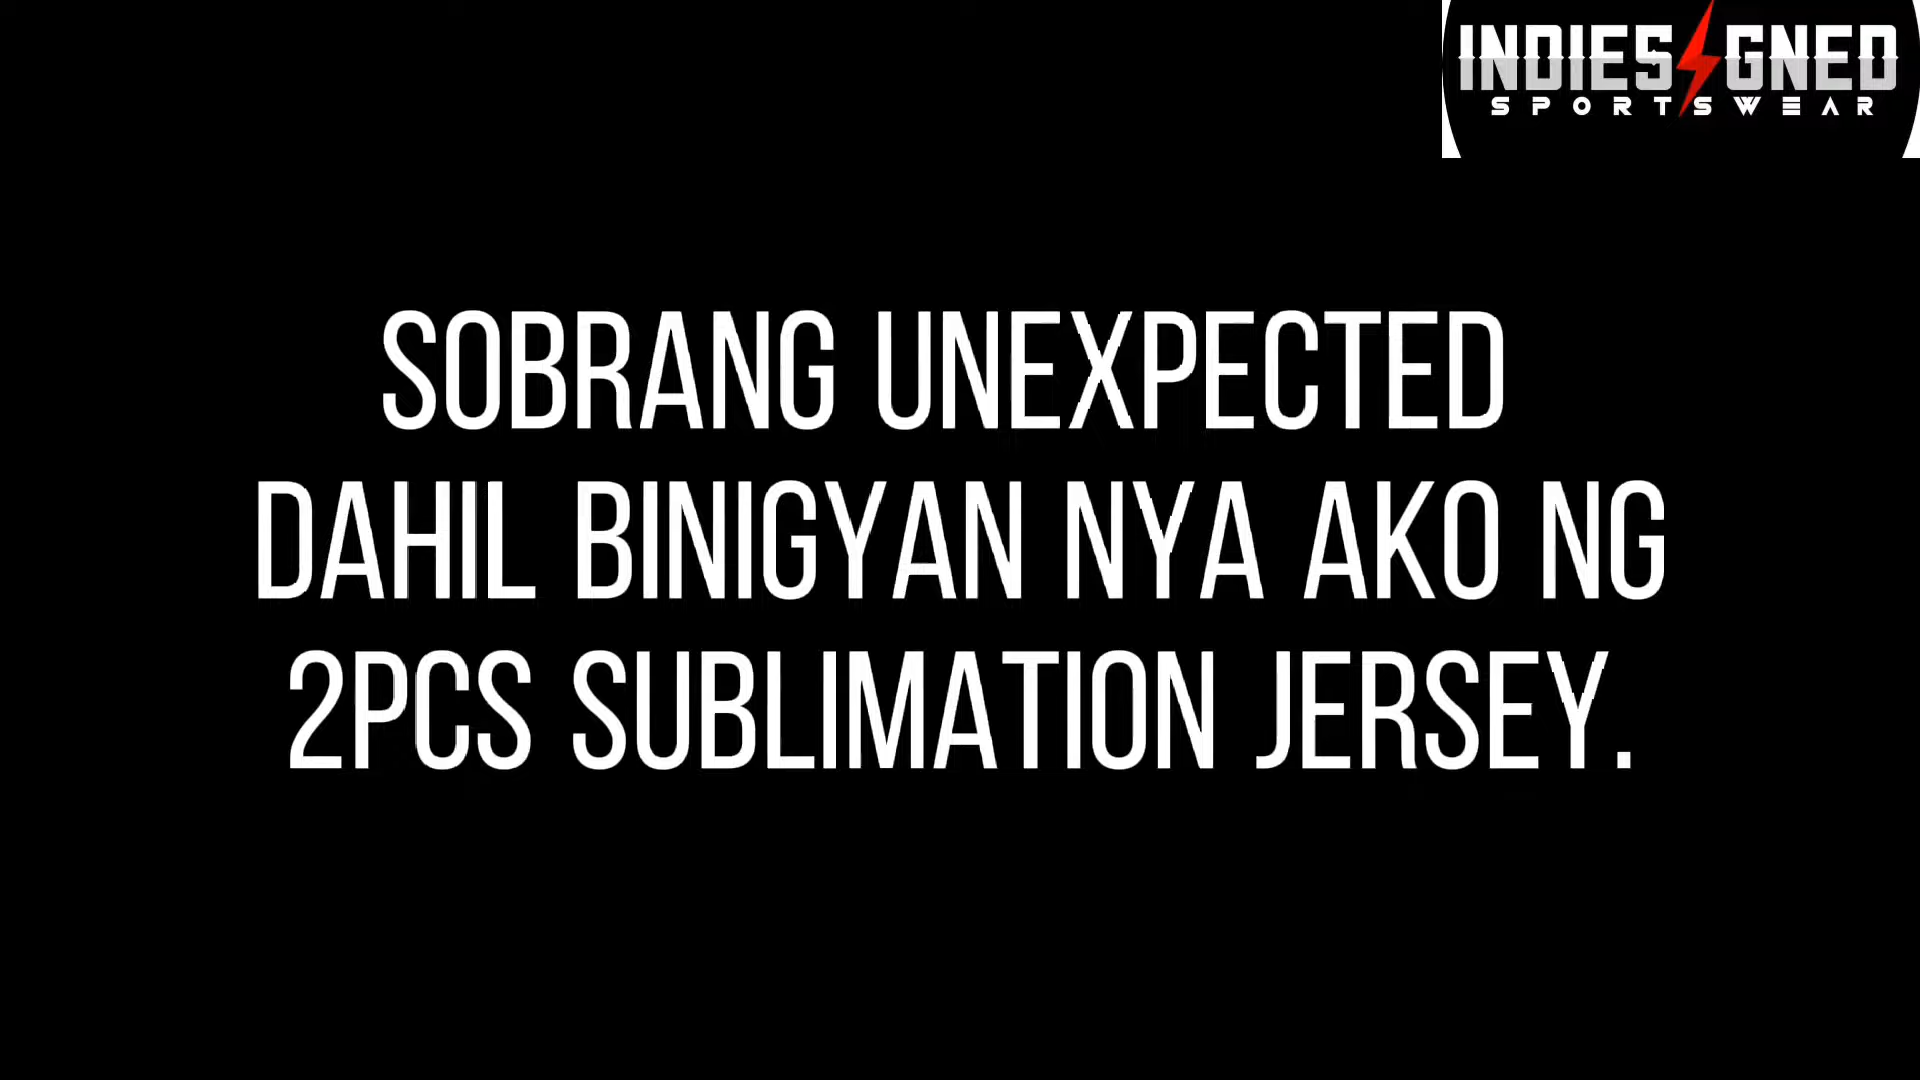 INDIESIGNED
SPORTSWEAR
SOBRANG UNEXPECTED
DAHIL BINIGYAN NYA AKO NG
2PCS SUBLIMATION JERSEY.